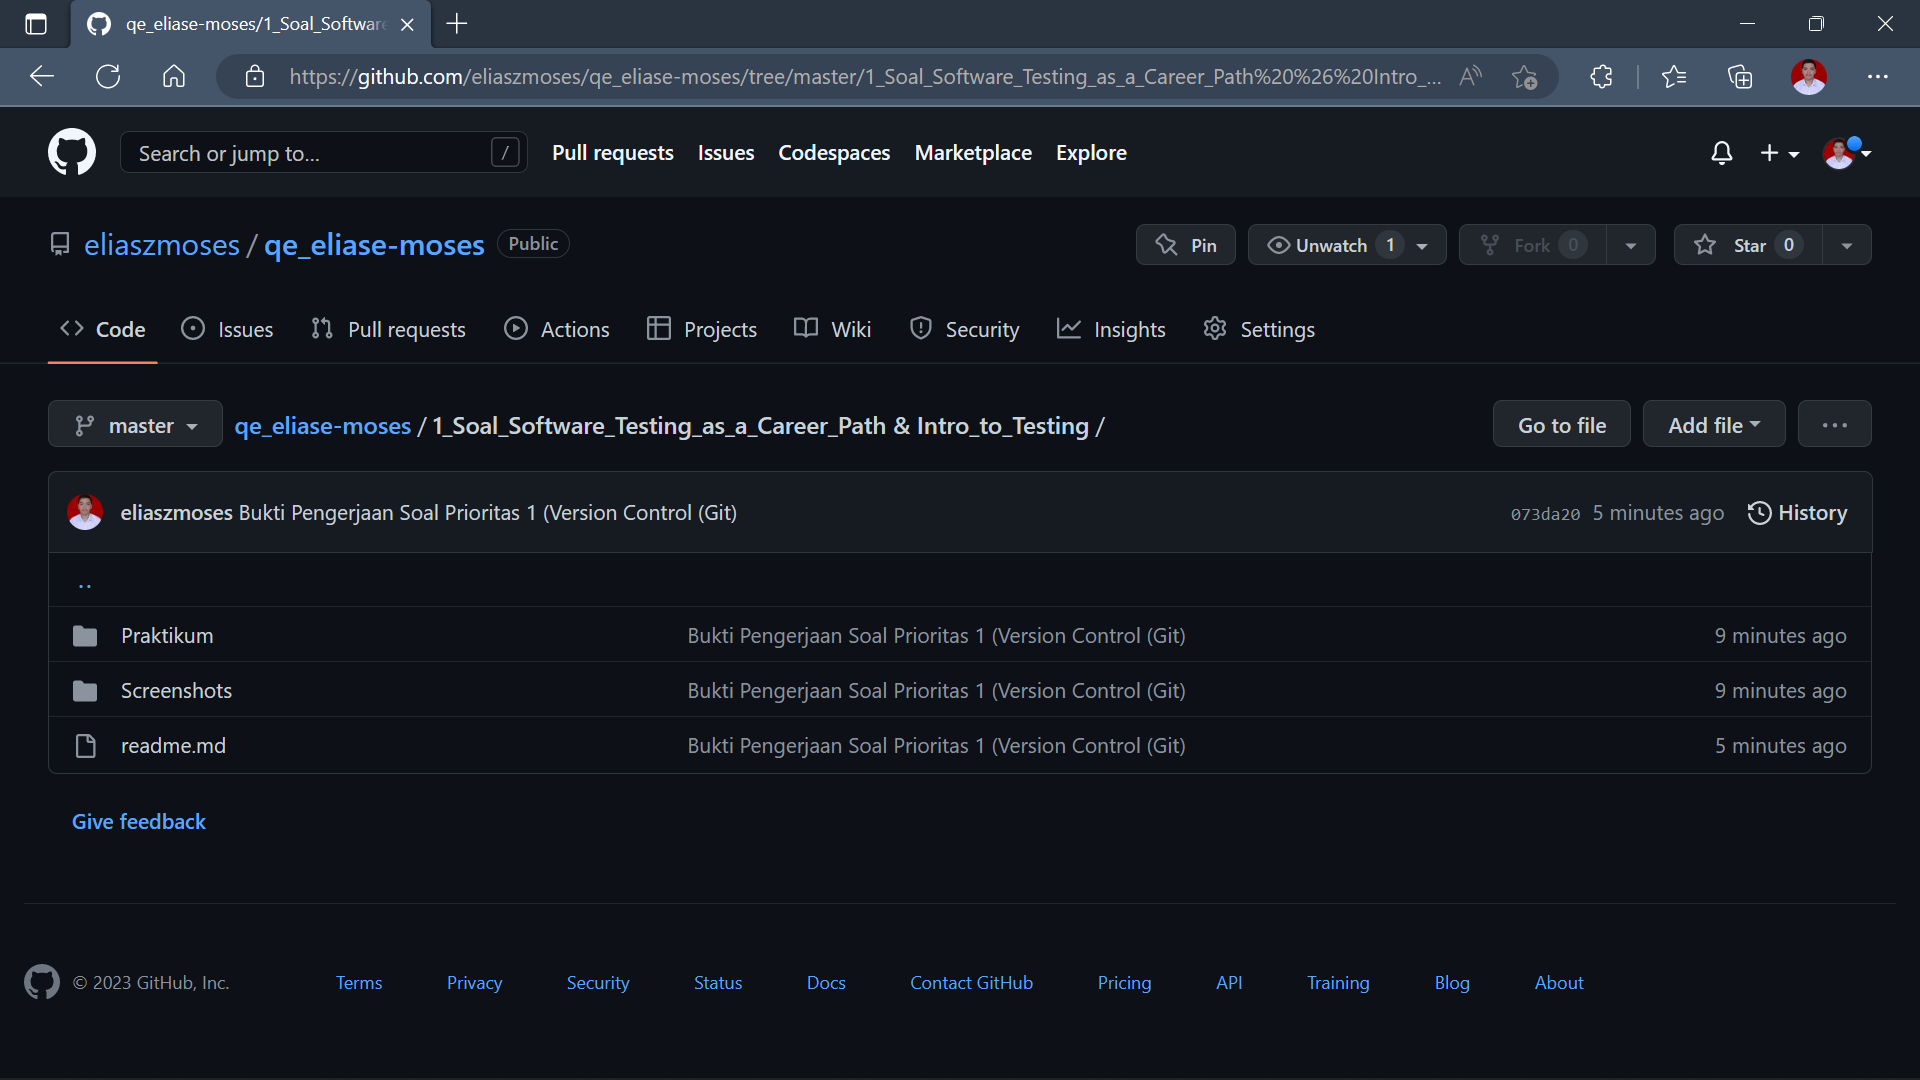 qe_eliase-moses/1_Soal_Softwar
https://github.com/eliaszmoses/qe_eliase-moses/tree/master/1_Soal_Software_Testing_as_a_Career_Path%20%26%20Intro_...
Search or jump to... /
Pull requests Issues Codespaces Marketplace Explore
eliaszmoses / qe_eliase-moses Public
Pin Unwatch 1 Fork 0 Star 0
Code Issues Pull requests Actions Projects Wiki Security Insights Settings
master qe_eliase-moses / 1_Soal_Software_Testing_as_a_Career_Path & Intro_to_Testing / Go to file Add file ...
eliaszmoses Bukti Pengerjaan Soal Prioritas 1 (Version Control (Git) 073da20 5 minutes ago History
..
Praktikum Bukti Pengerjaan Soal Prioritas 1 (Version Control (Git) 9 minutes ago
Screenshots Bukti Pengerjaan Soal Prioritas 1 (Version Control (Git) 9 minutes ago
readme.md Bukti Pengerjaan Soal Prioritas 1 (Version Control (Git) 5 minutes ago
Give feedback
© 2023 GitHub, Inc. Terms Privacy Security Status Docs Contact GitHub Pricing API Training Blog About